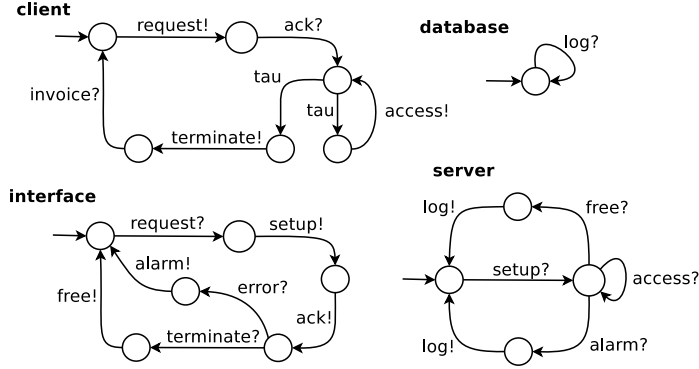 client
request!
ack?
tau
tau
access!
invoice?
terminate!
database
log?
interface
request?
setup!
alarm!
error?
free!
ack!
terminate?
server
log!
free?
setup?
access?
log!
alarm?